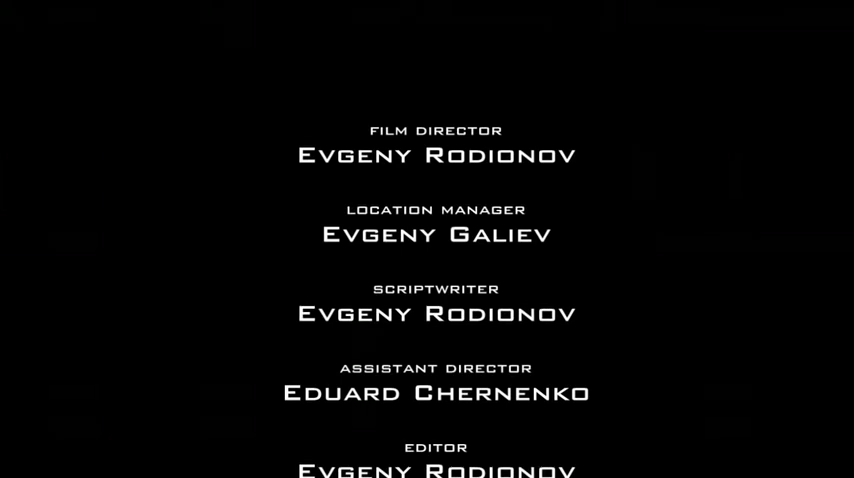 FILM DIRECTOR
EVGENY RODIONOV
LOCATION MANAGER
EVGENY GALIEV
SCRIPTWRITER
EVGENY RODIONOV
ASSISTANT DIRECTOR
EDUARD CHERNENKO
EDITOR
EVGENY RODIONOV